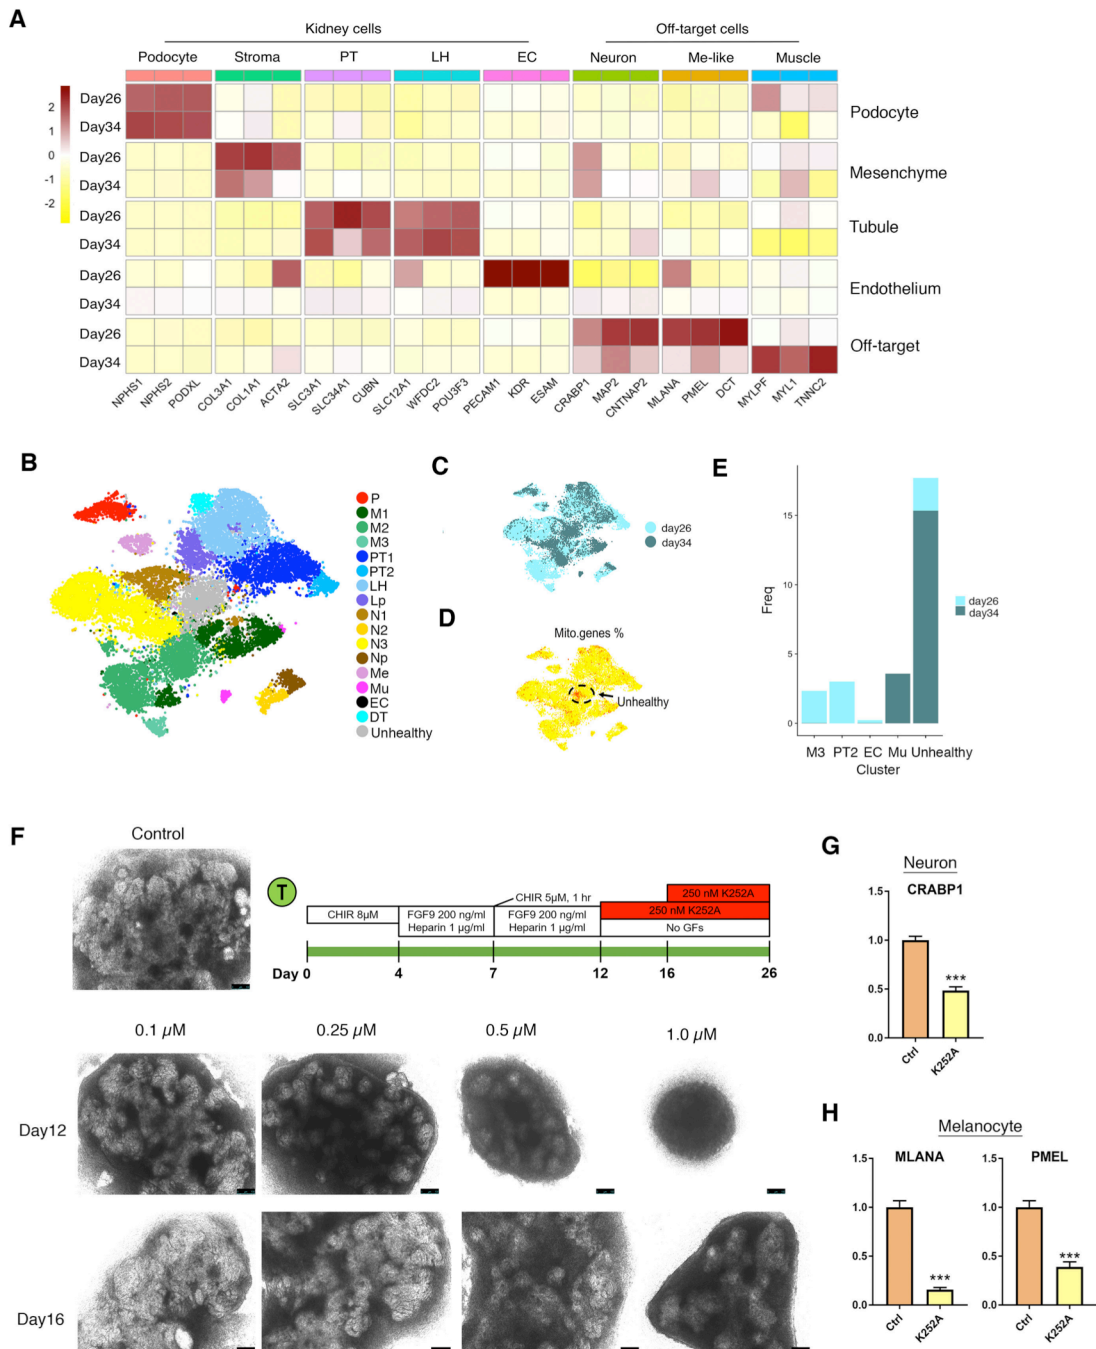 A
Kidney cells
Off-target cells
Podocyte Stroma PT LH EC Neuron Me-like Muscle
2
1
0
-1
-2
Day26
Day34
Podocyte
Day26
Day34
Mesenchyme
Day26
Day34
Tubule
Day26
Day34
Endothelium
Day26
Day34
Off-target
NPHS1 NPHS2 PODXL COL3A1 COL1A1 ACTA2 SLC3A1 SLC34A1 CUBN SLC12A1 WFDC2 POU3F3 PECAM1 KDR ESAM CRABP1 MAP2 CNTNAP2 MLANA PMEL DCT MYLPF MYL1 TNNC2
B
P
M1
M2
M3
PT1
PT2
LH
Lp
N1
N2
N3
Np
Me
Mu
EC
DT
Unhealthy
C
day26
day34
D
Mito.genes %
Unhealthy
E
Freq
15
10
5
0
M3 PT2 EC Mu Unhealthy
Cluster
day26
day34
F
Control
T
CHIR 8µM
FGF9 200 ng/ml
Heparin 1 µg/ml
CHIR 5µM, 1 hr
FGF9 200 ng/ml
Heparin 1 µg/ml
250 nM K252A
250 nM K252A
No GFs
Day 0 4 7 12 16 26
0.1 µM 0.25 µM 0.5 µM 1.0 µM
Day12
Day16
G
Neuron
CRABP1
1.5
1.0
0.5
0.0
***
Ctrl K252A
H
Melanocyte
MLANA
1.5
1.0
0.5
0.0
***
Ctrl K252A
PMEL
1.5
1.0
0.5
0.0
***
Ctrl K252A